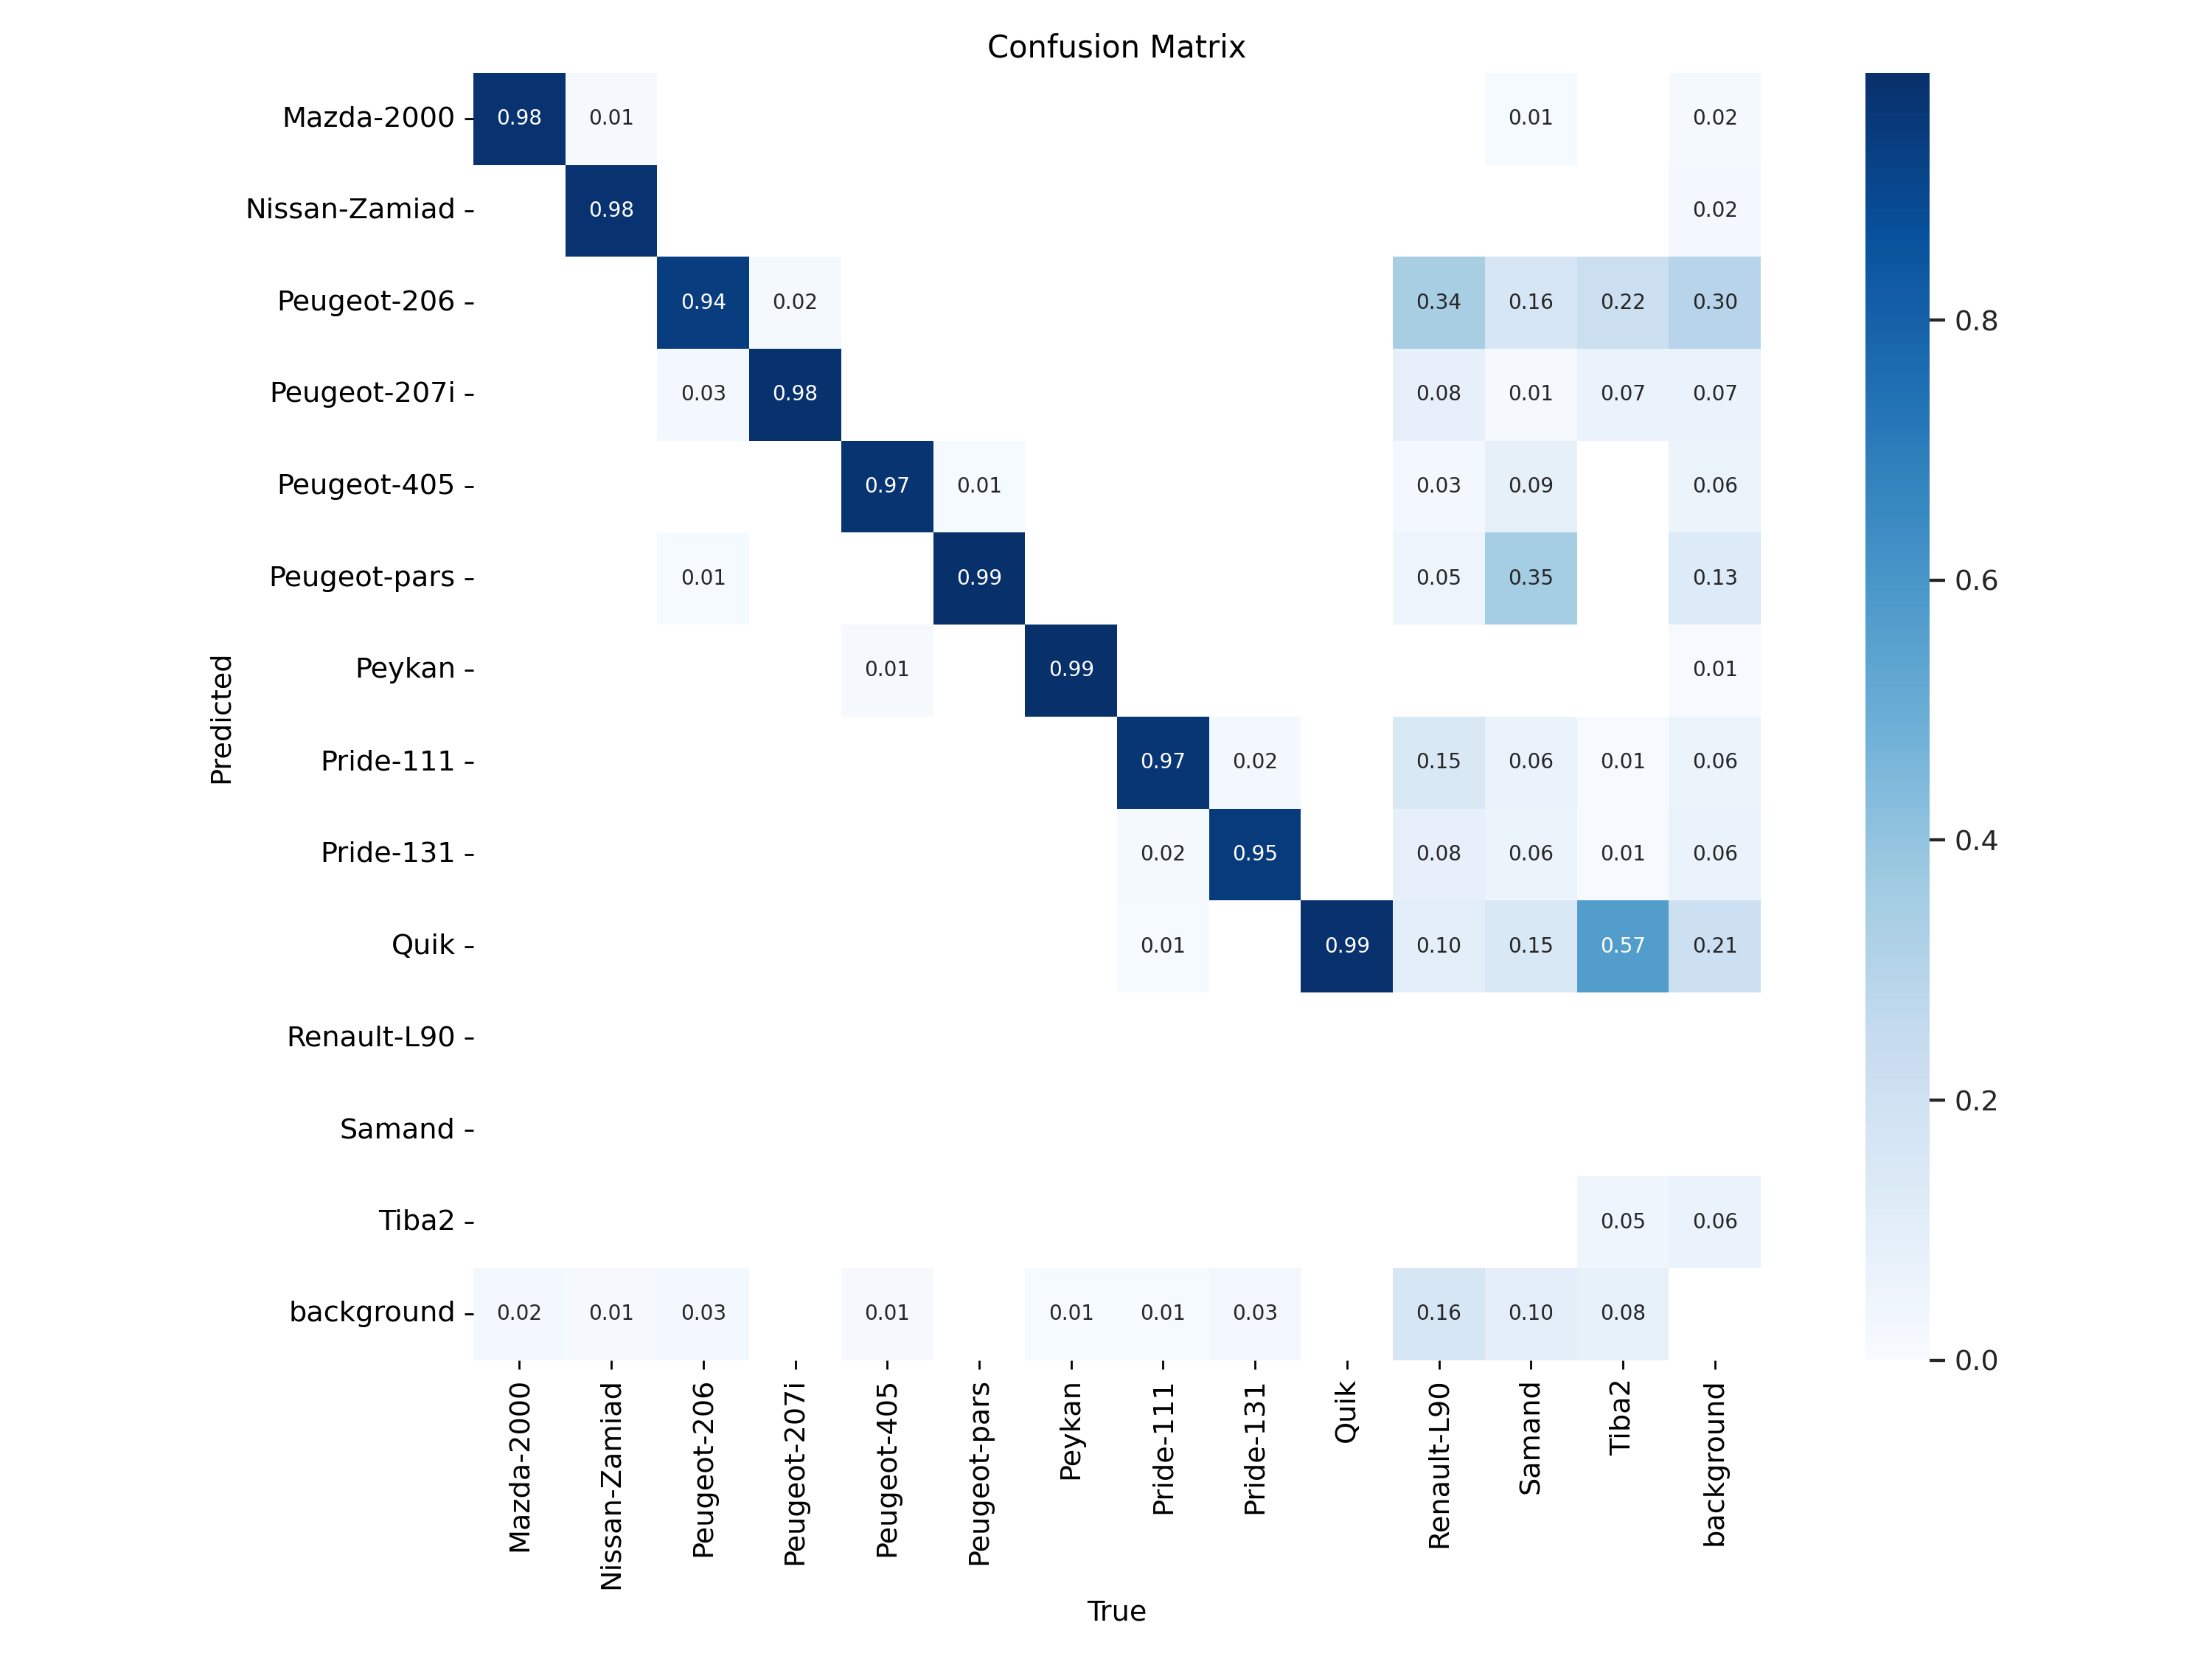 Confusion Matrix
Mazda-2000 0.98 0.01 0.01 0.02
Nissan-Zamiad 0.98 0.02
Peugeot-206 0.94 0.02 0.34 0.16 0.22 0.30
0.8
Peugeot-207i 0.03 0.98 0.08 0.01 0.07 0.07
Peugeot-405 0.97 0.01 0.03 0.09 0.06
Peugeot-pars 0.01 0.99 0.05 0.35 0.13
0.6
Peykan 0.01 0.99 0.01
Predicted
Pride-111 0.97 0.02 0.15 0.06 0.01 0.06
Pride-131 0.02 0.95 0.08 0.06 0.01 0.06
0.4
Quik 0.01 0.99 0.10 0.15 0.57 0.21
Renault-L90
Samand
0.2
Tiba2 0.05 0.06
background 0.02 0.01 0.03 0.01 0.01 0.01 0.03 0.16 0.10 0.08
0.0
Mazda-2000
Nissan-Zamiad
Peugeot-206
Peugeot-207i
Peugeot-405
Peugeot-pars
Peykan
Pride-111
Pride-131
Quik
Renault-L90
Samand
Tiba2
background
True